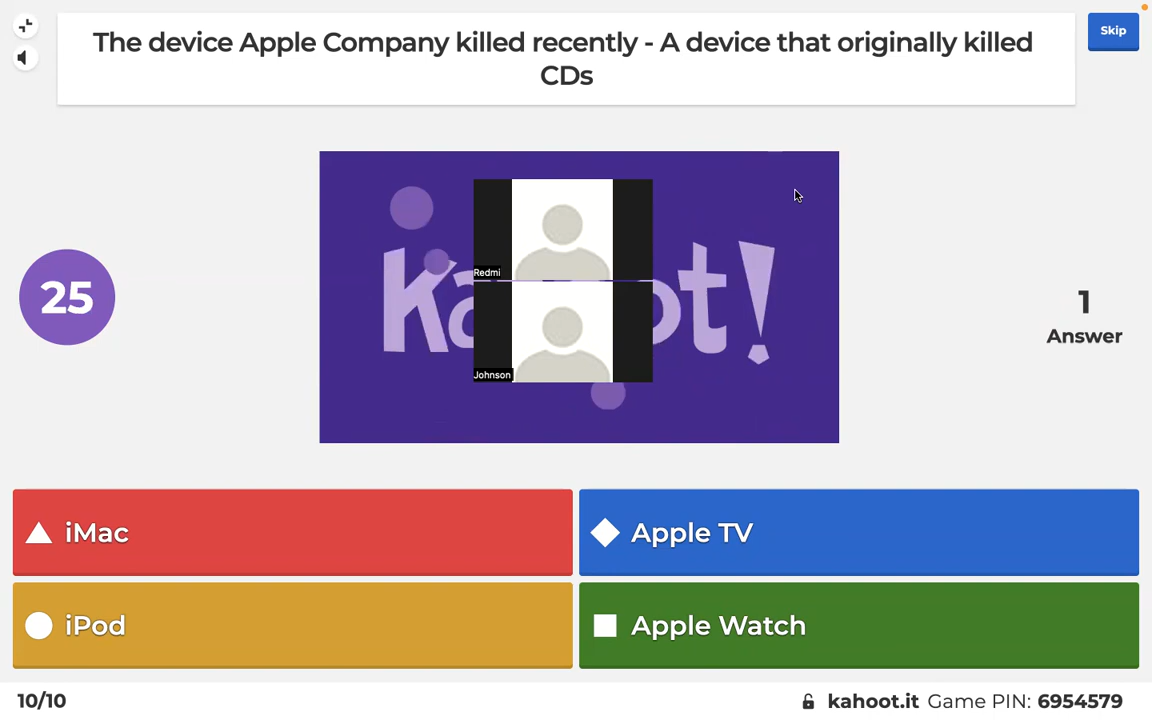 The device Apple Company killed recently - A device that originally killed
CDs
Skip
25
Redmi
Johnson
1
Answer
iMac
Apple TV
iPod
Apple Watch
10/10
kahoot.it Game PIN: 6954579